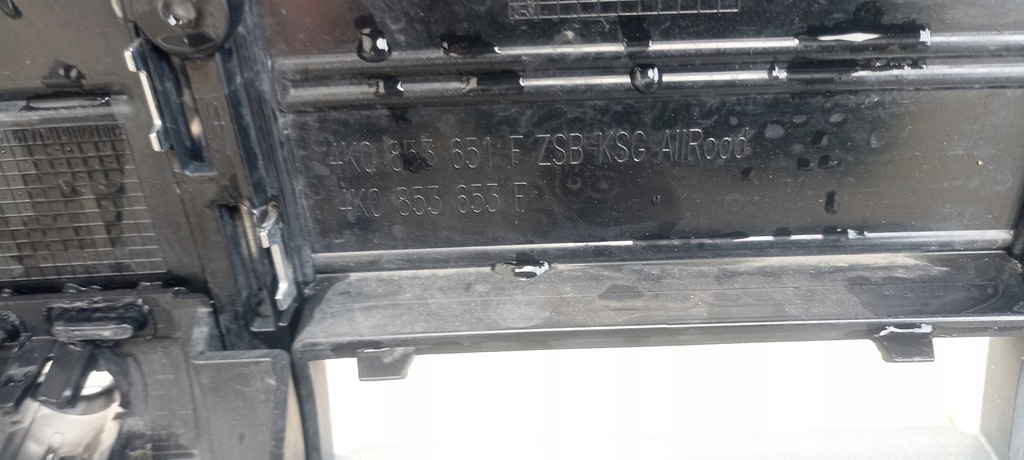 4K0 853 651 F ZSB KSG AllRoad
4K0 853 653 E